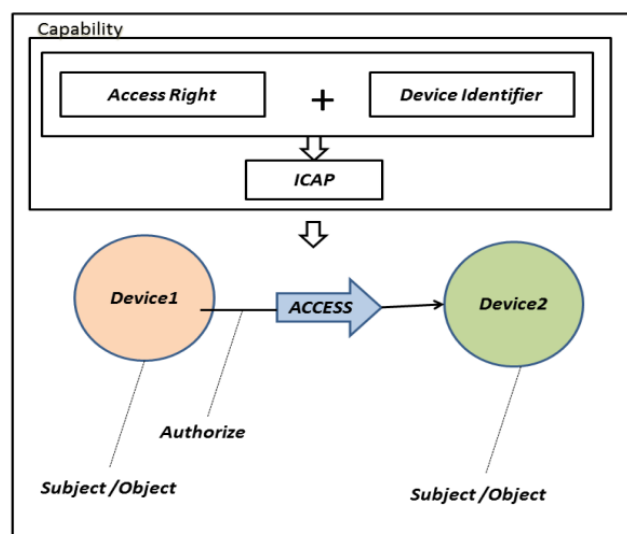 Capability
Access Right + Device Identifier
ICAP
Device1 ACCESS Device2
Authorize
Subject /Object
Subject /Object